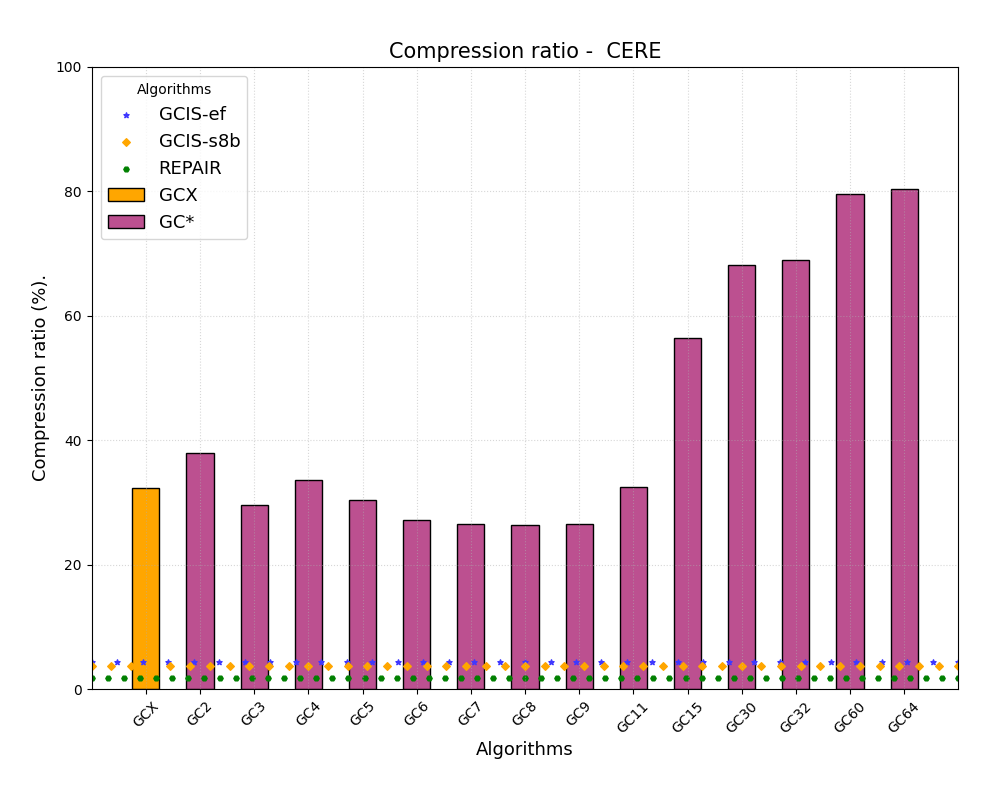 Compression ratio -  CERE
100
80
60
40
20
0
Compression ratio (%).
Algorithms
GCIS-ef
GCIS-s8b
REPAIR
GCX
GC*
GCX
GC2
GC3
GC4
GC5
GC6
GC7
GC8
GC9
GC11
GC15
GC30
GC32
GC60
GC64
Algorithms